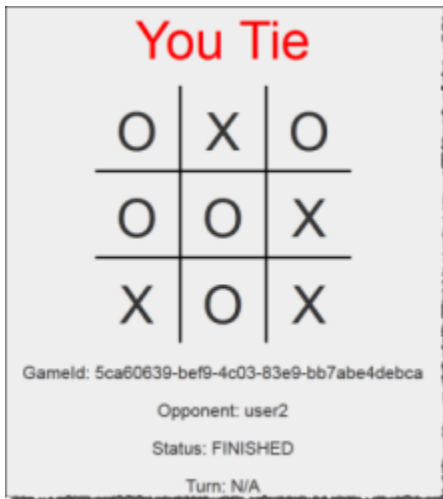 You Tie
O X O
O O X
X O X
GameId: 5ca60639-bef9-4c03-83e9-bb7abe4debca
Opponent: user2
Status: FINISHED
Turn: N/A